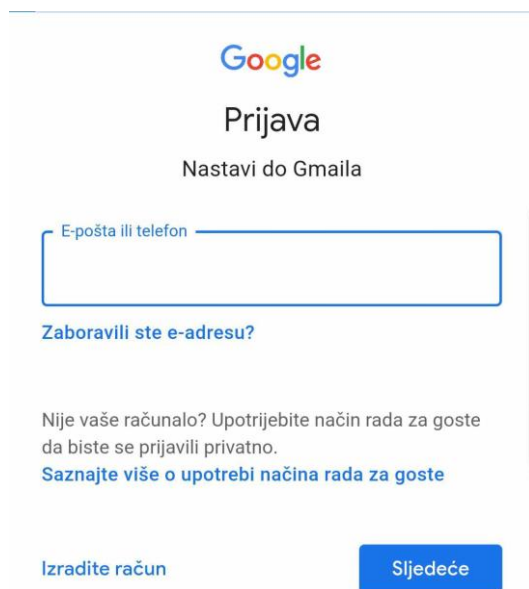 Google
Prijava
Nastavi do Gmaila
E-pošta ili telefon
Zaboravili ste e-adresu?
Nije vaše računalo? Upotrijebite način rada za goste
da biste se prijavili privatno.
Saznajte više o upotrebi načina rada za goste
Izradite račun
Sljedeće